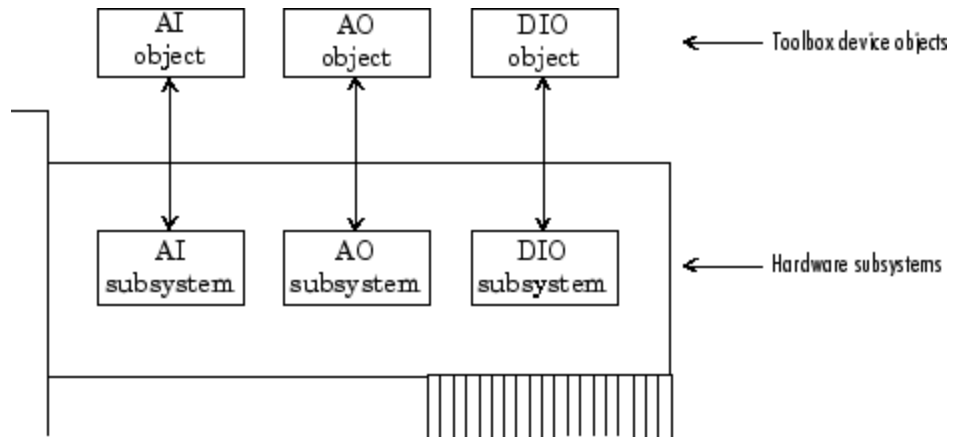 AI
object
AO
object
DIO
object
Toolbox device objects
AI
subsystem
AO
subsystem
DIO
subsystem
Hardware subsystems